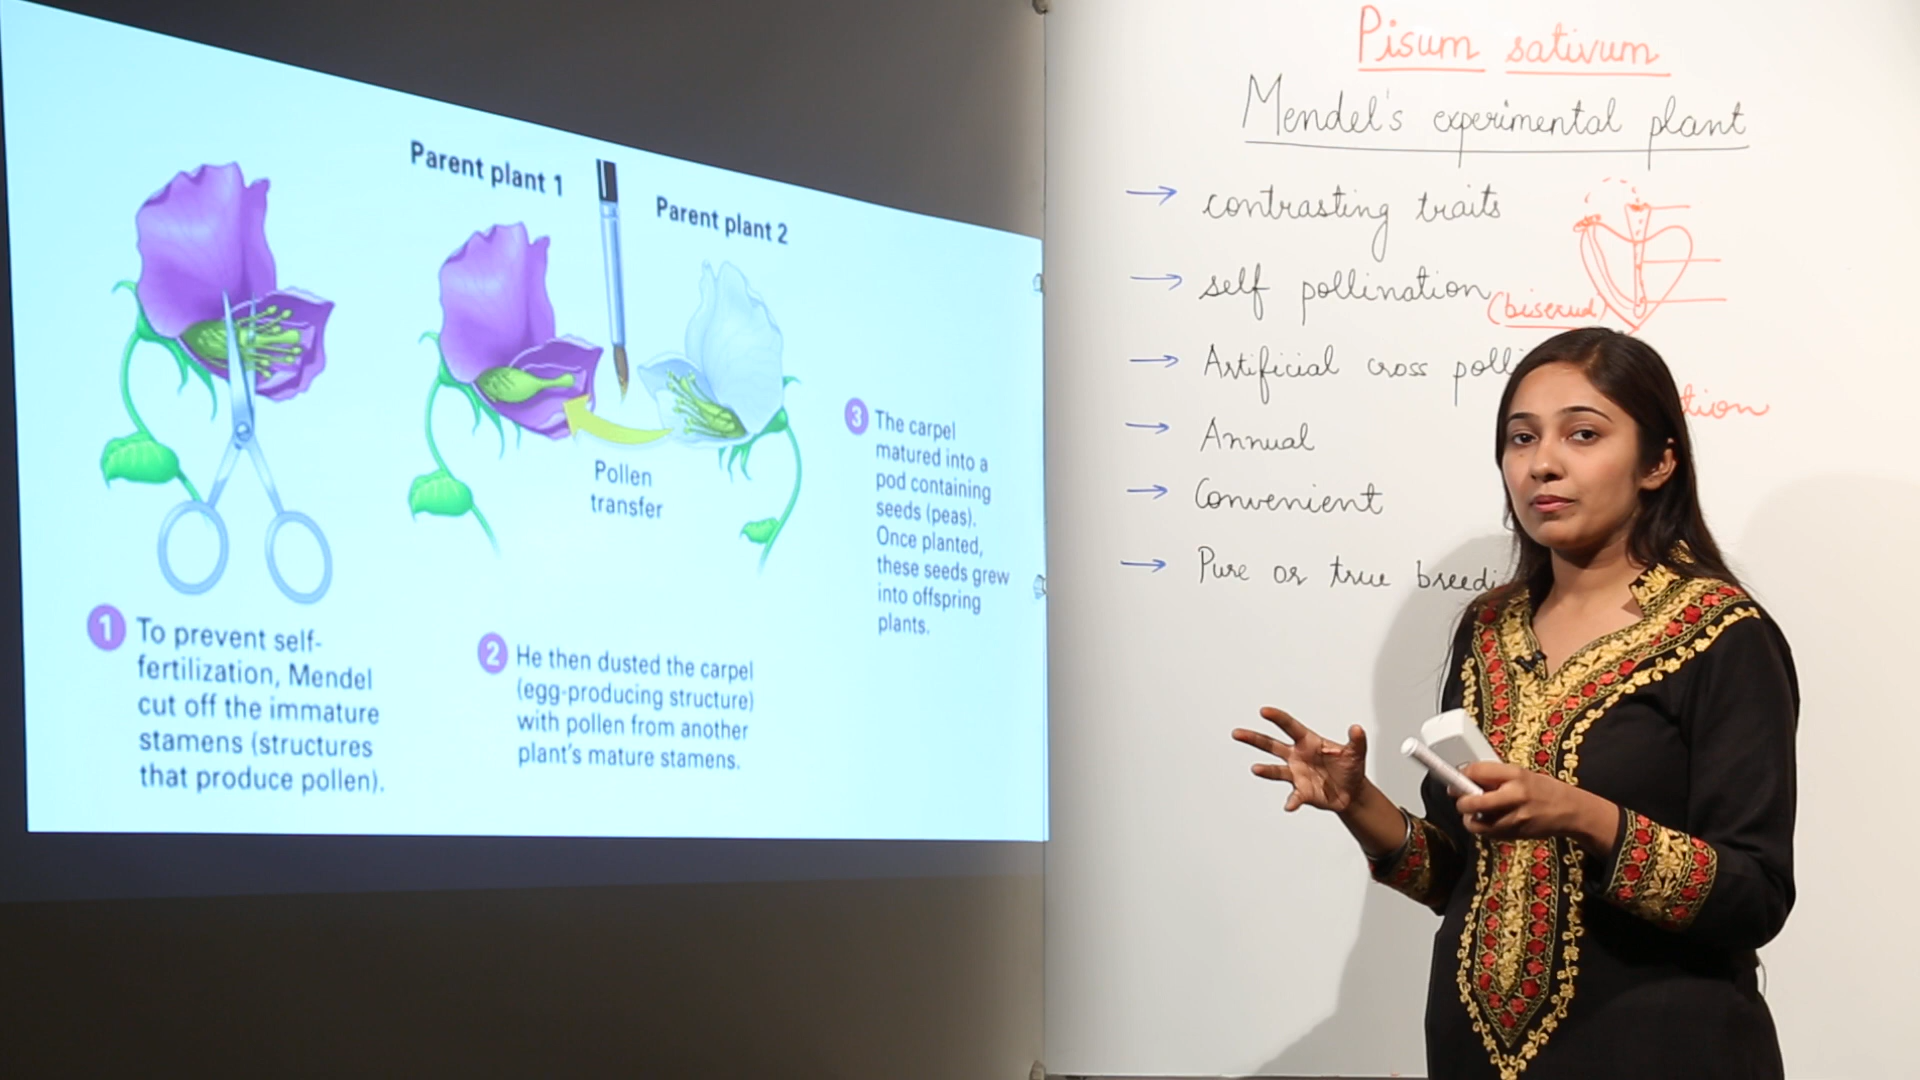 Parent plant 1
Parent plant 2
Pollen
transfer
1 To prevent self-
fertilization, Mendel
cut off the immature
stamens (structures
that produce pollen).
2 He then dusted the carpel
(egg-producing structure)
with pollen from another
plant's mature stamens.
3 The carpel
matured into a
pod containing
seeds (peas).
Once planted,
these seeds grew
into offspring
plants.
Pisum sativum
Mendel's experimental plant
→ contrasting traits
→ self pollination
→ Artificial cross polli
→ Annual
→ Convenient
→ Pure or true breedi